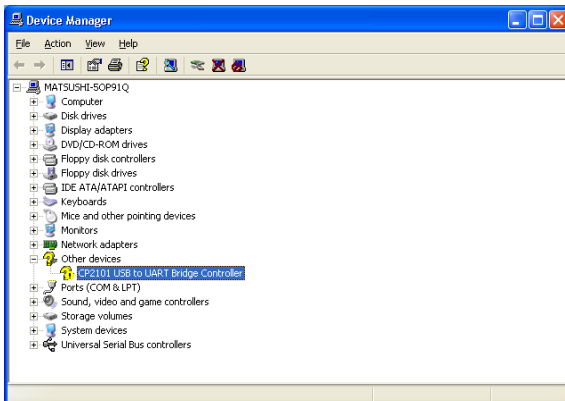 Device Manager
File Action View Help
MATSUSHI-5OP91Q
Computer
Disk drives
Display adapters
DVD/CD-ROM drives
Floppy disk controllers
Floppy disk drives
IDE ATA/ATAPI controllers
Keyboards
Mice and other pointing devices
Monitors
Network adapters
Other devices
CP2101 USB to UART Bridge Controller
Ports (COM & LPT)
Sound, video and game controllers
Storage volumes
System devices
Universal Serial Bus controllers